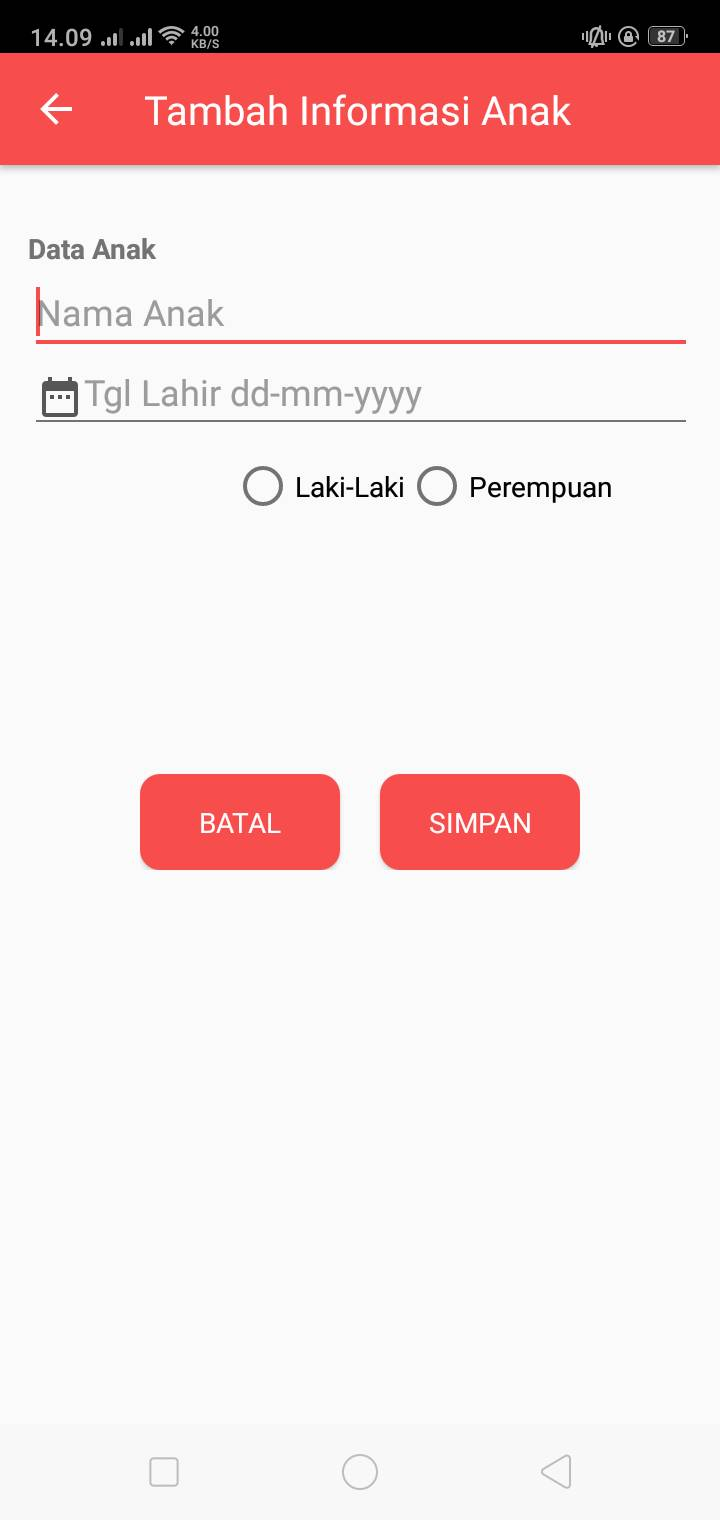 14.09 4.00 KB/S 87
Tambah Informasi Anak
Data Anak
Nama Anak
Tgl Lahir dd-mm-yyyy
Laki-Laki Perempuan
BATAL SIMPAN